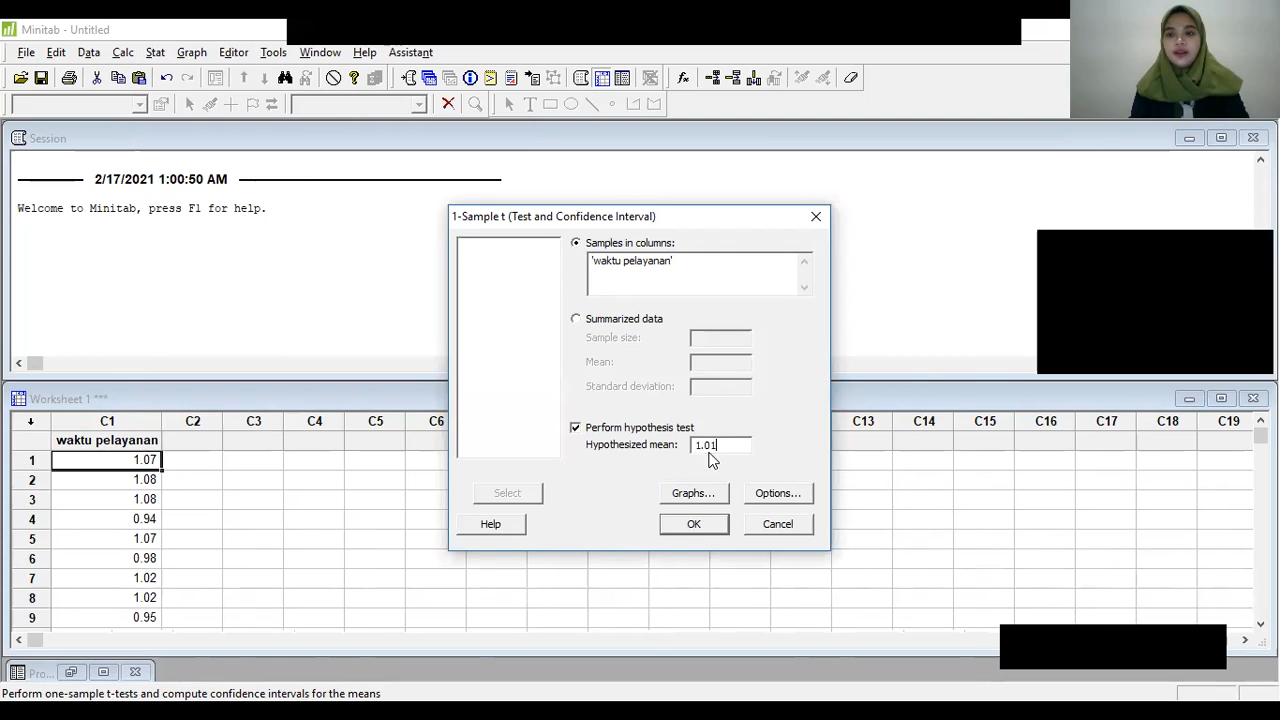 Minitab - Untitled
File Edit Data Calc Stat Graph Editor Tools Window Help Assistant
Session
2/17/2021 1:00:50 AM
Welcome to Minitab, press F1 for help.
1-Sample t (Test and Confidence Interval)
Samples in columns:
'waktu pelayanan'
Summarized data
Sample size:
Mean:
Standard deviation:
Perform hypothesis test
Hypothesized mean: 1.01
Select Graphs... Options...
Help OK Cancel
Worksheet 1 ***
C1 C2 C3 C4 C5 C6 C13 C14 C15 C16 C17 C18 C19
waktu pelayanan
1 1.07
2 1.08
3 1.08
4 0.94
5 1.07
6 0.98
7 1.02
8 1.02
9 0.95
Pro...
Perform one-sample t-tests and compute confidence intervals for the means